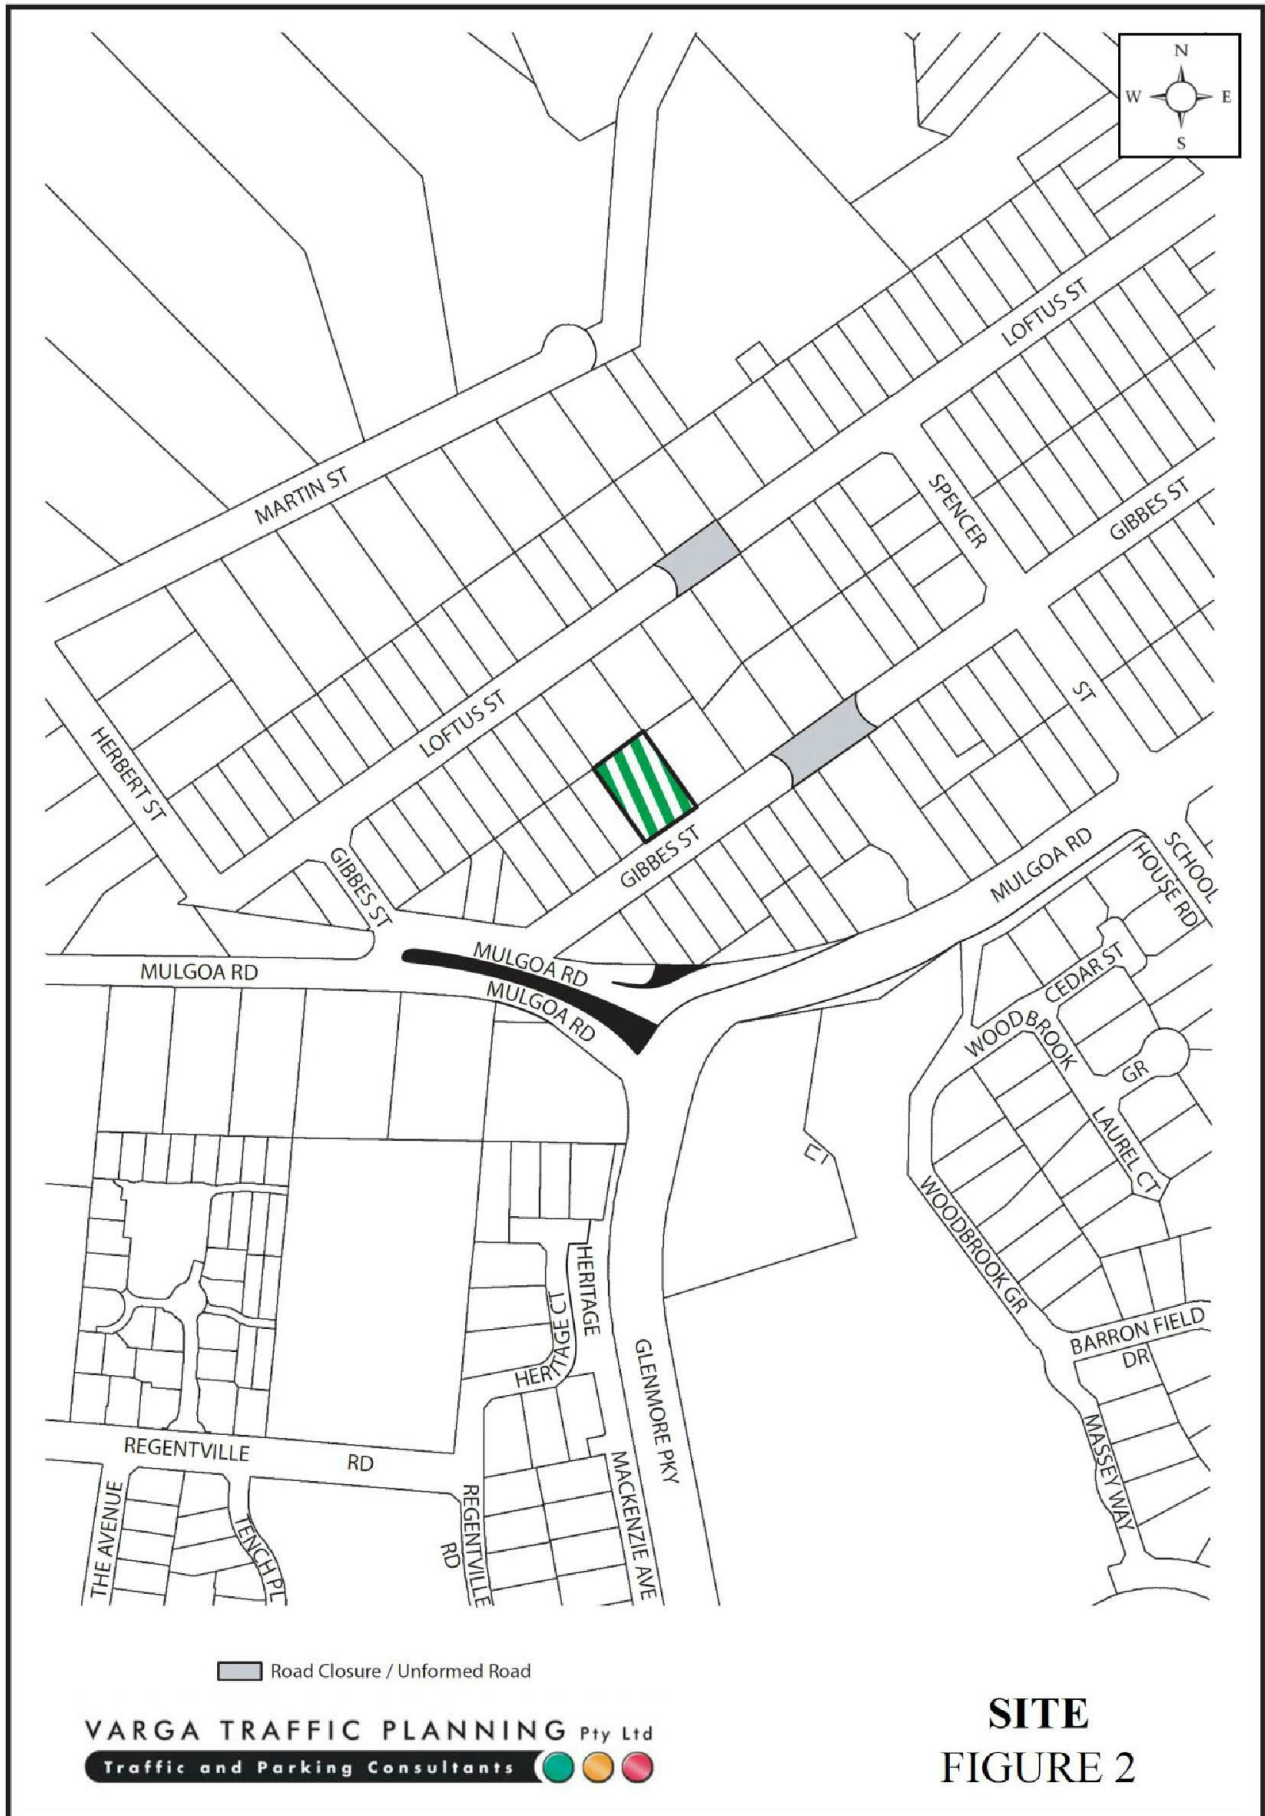 N
W E
S
LOFTUS ST
MARTIN ST
SPENCER
GIBBES ST
ST
LOFTUS ST
HERBERT ST
GIBBES ST
GIBBES ST
MULGOA RD
SCHOOL
HOUSE RD
MULGOA RD
MULGOA RD
MULGOA RD
CEDAR ST
WOODBROOK
GR
LAUREL CT
WOODBROOK GR
HERITAGE
HERITAGE CT
BARRON FIELD
DR
GLENMORE PKY
MASSEY WAY
REGENTVILLE RD
THE AVENUE
TENCH PL
REGENTVILLE
RD
MACKENZIE AVE
Road Closure / Unformed Road
VARGA TRAFFIC PLANNING Pty Ltd
Traffic and Parking Consultants
SITE
FIGURE 2